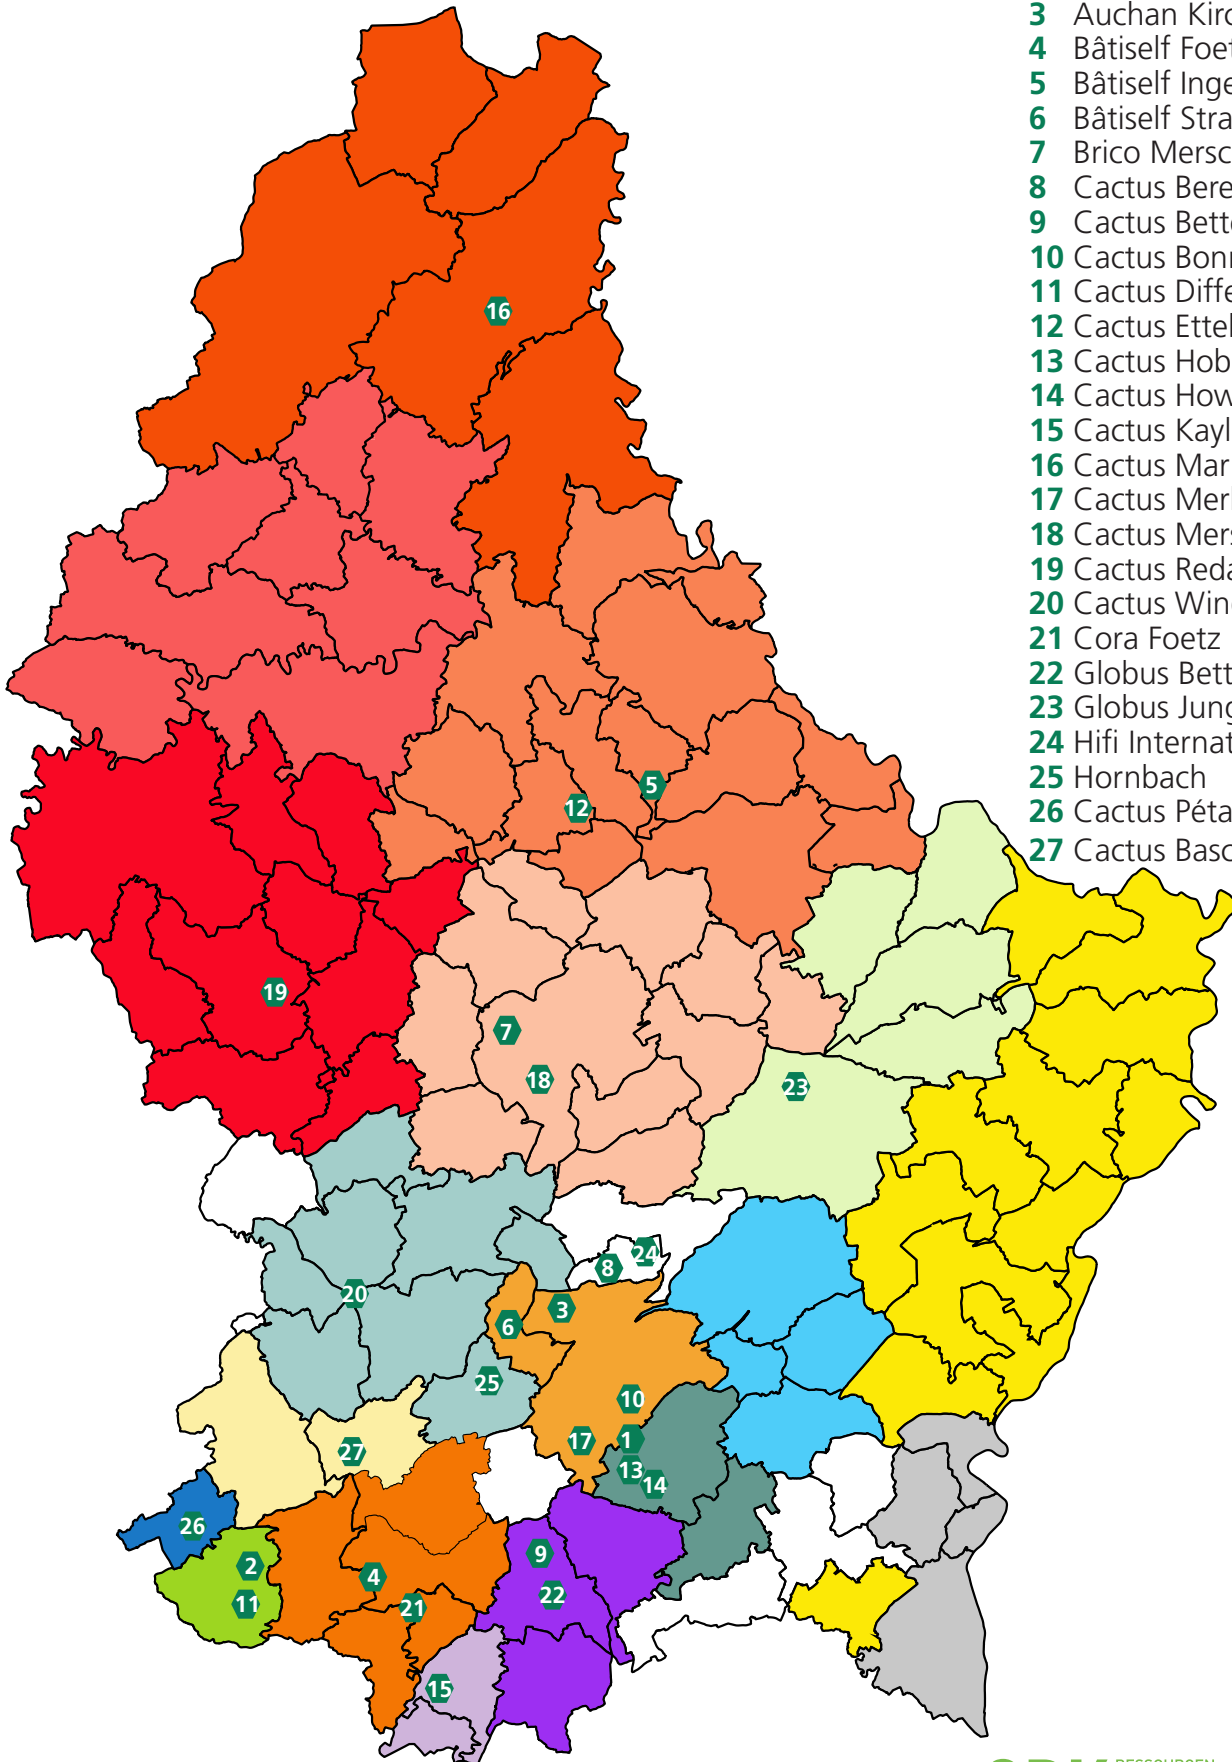 3 Auchan Kirc
4 Bâtiself Foet
5 Bâtiself Inge
6 Bâtiself Stra
7 Brico Mersc
8 Cactus Bere
9 Cactus Bette
10 Cactus Bonn
11 Cactus Diffe
12 Cactus Ettel
13 Cactus Hob
14 Cactus How
15 Cactus Kayl
16 Cactus Mar
17 Cactus Merl
18 Cactus Mers
19 Cactus Reda
20 Cactus Win
21 Cora Foetz
22 Globus Bett
23 Globus Jung
24 Hifi Internat
25 Hornbach
26 Cactus Péta
27 Cactus Basc
16
5
12
19
7
18
23
24
8
20
3
6
25
10
17
1
27
13
14
26
9
2
4
22
11
21
15